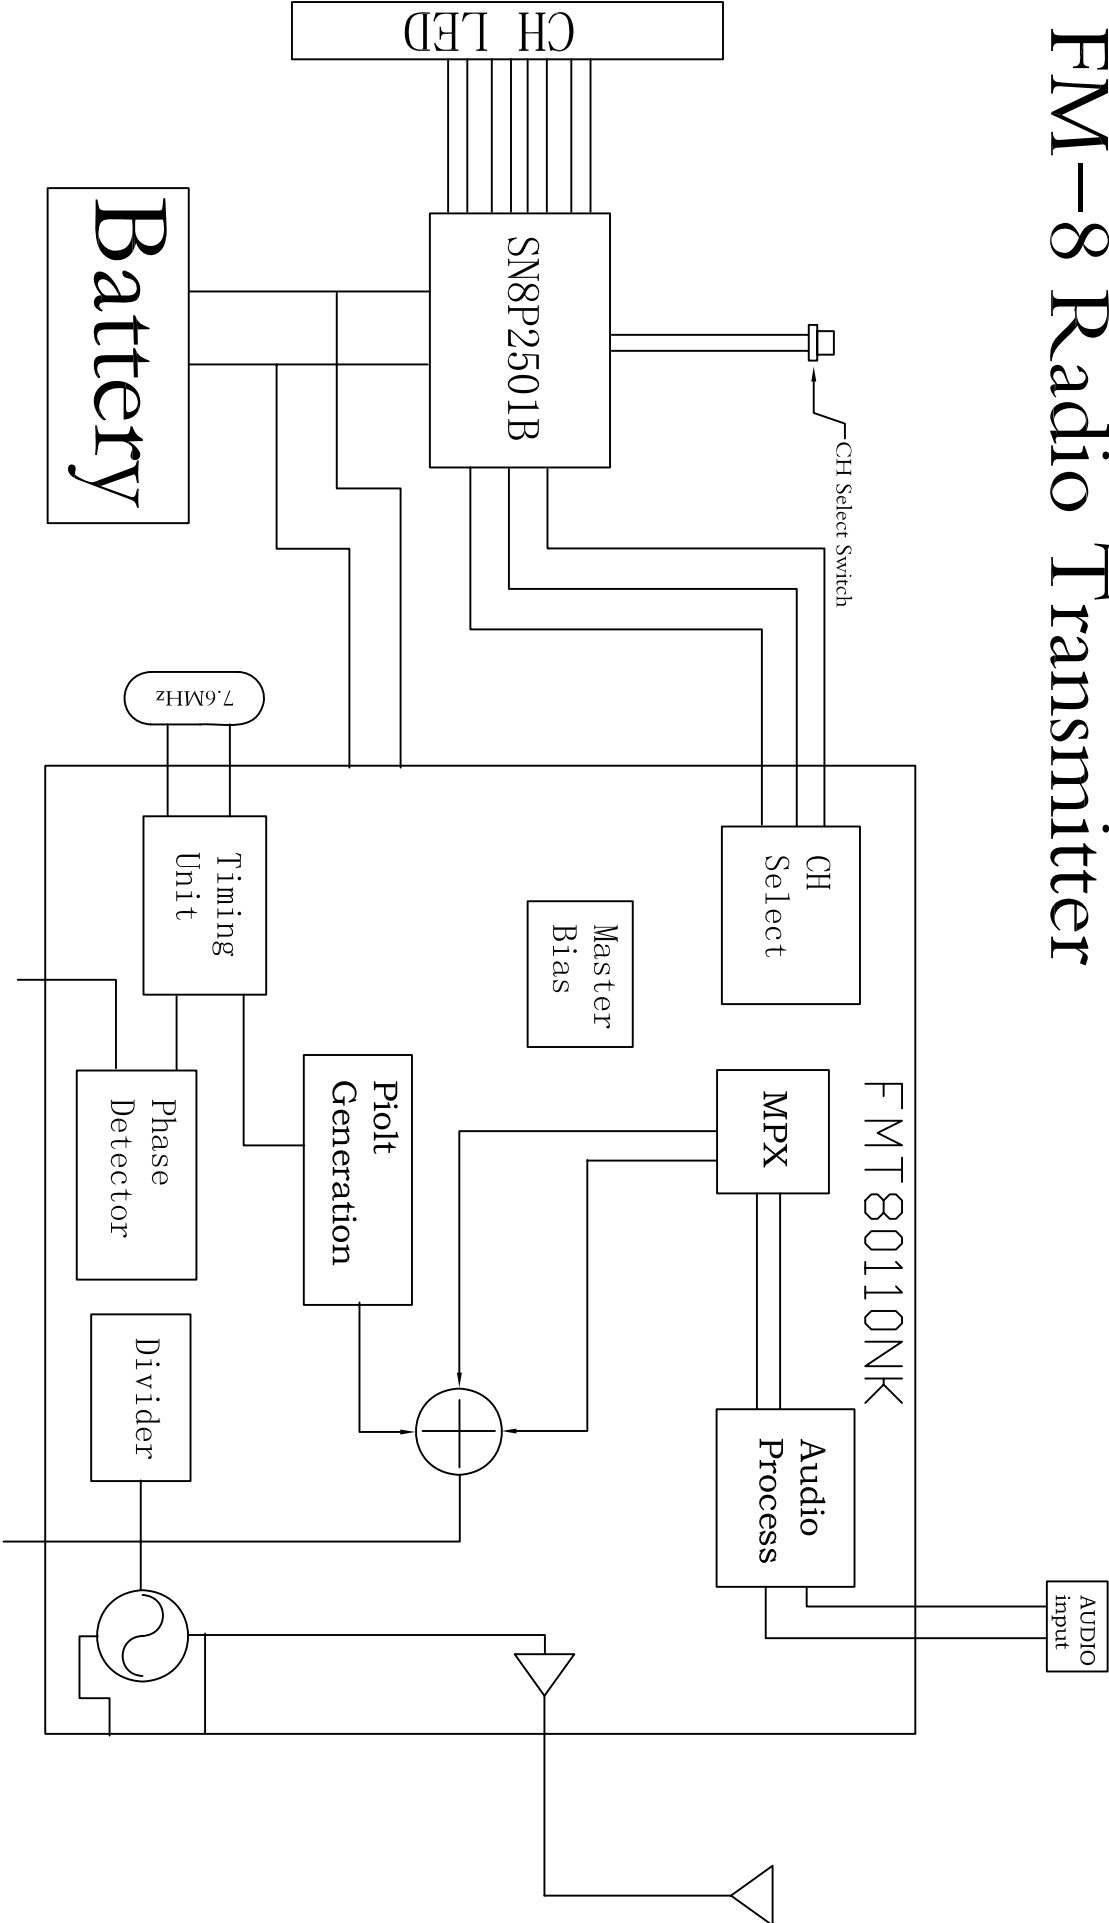 FM-8 Radio Transmitter
AUDIO
input
CH Select Switch
FMT80110NK
CH
Select
MPX
Audio
Process
CH LED
SN8P2501B
Master
Bias
Piolt
Generation
7.6MHz
Timing
Unit
Phase
Detector
Divider
Battery